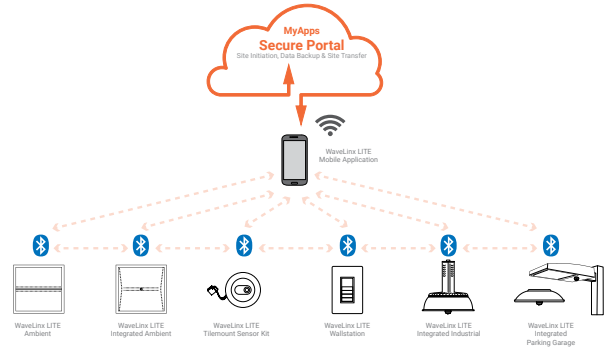 MyApps
Secure Portal
Site Initiation, Data Backup & Site Transfer
WaveLinx LITE
Mobile Application
WaveLinx LITE
Ambient
WaveLinx LITE
Integrated Ambient
WaveLinx LITE
Tilemount Sensor Kit
WaveLinx LITE
Wallstation
WaveLinx LITE
Integrated Industrial
WaveLinx LITE
Integrated
Parking Garage